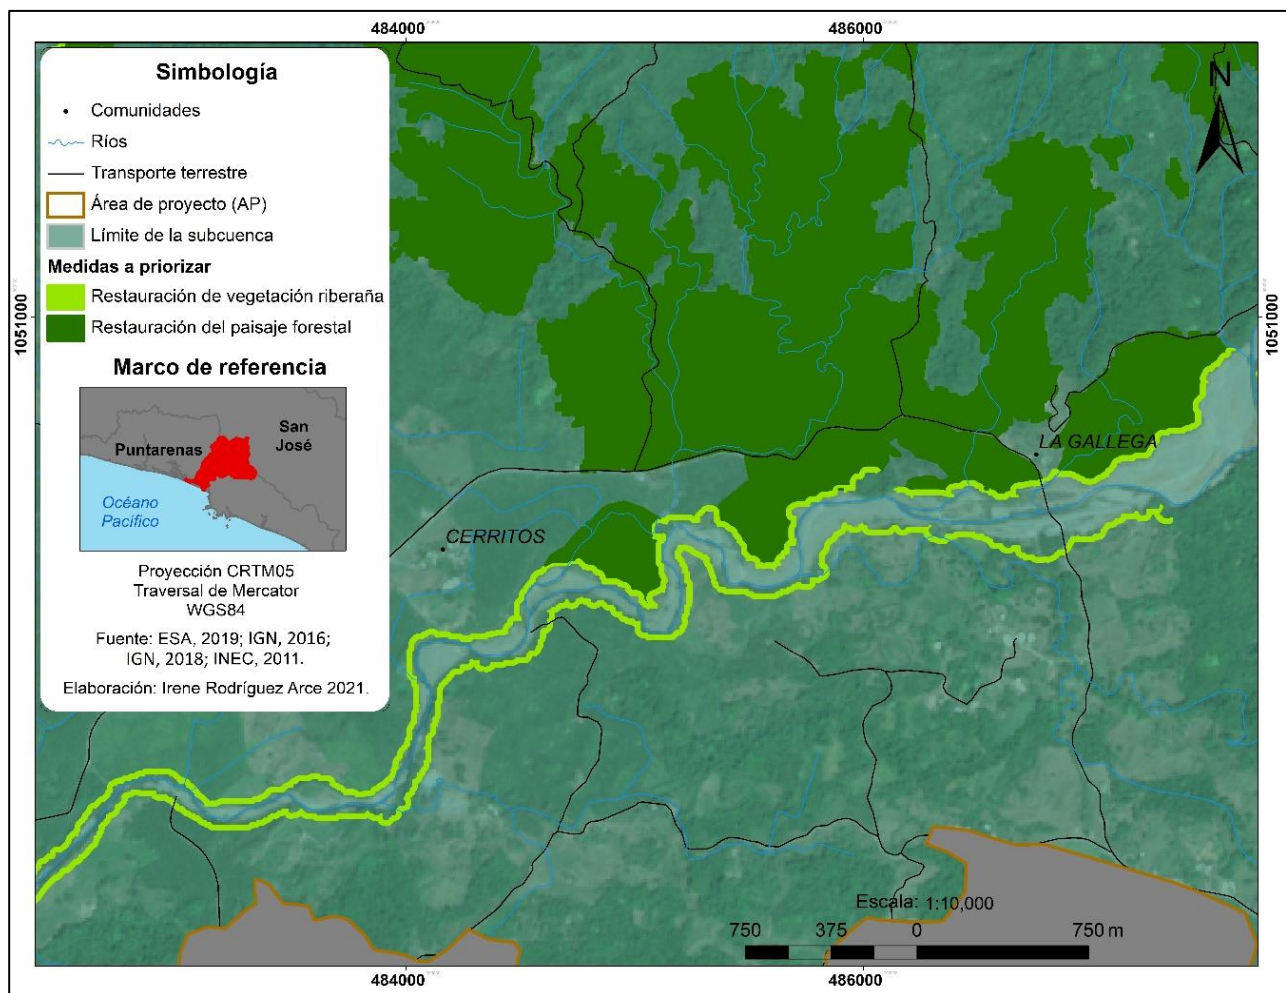 484000
486000
Simbología
Comunidades
Ríos
Transporte terrestre
Área de proyecto (AP)
Límite de la subcuenca
Medidas a priorizar
Restauración de vegetación riberaña
Restauración del paisaje forestal
Marco de referencia
Puntarenas
San
José
Océano
Pacífico
Proyección CRTM05
Traversal de Mercator
WGS84
Fuente: ESA, 2019; IGN, 2016;
IGN, 2018; INEC, 2011.
Elaboración: Irene Rodríguez Arce 2021.
N
1051000
1051000
LA GALLEGA
CERRITOS
Escala: 1:10,000
750 375 0 750 m
484000
486000